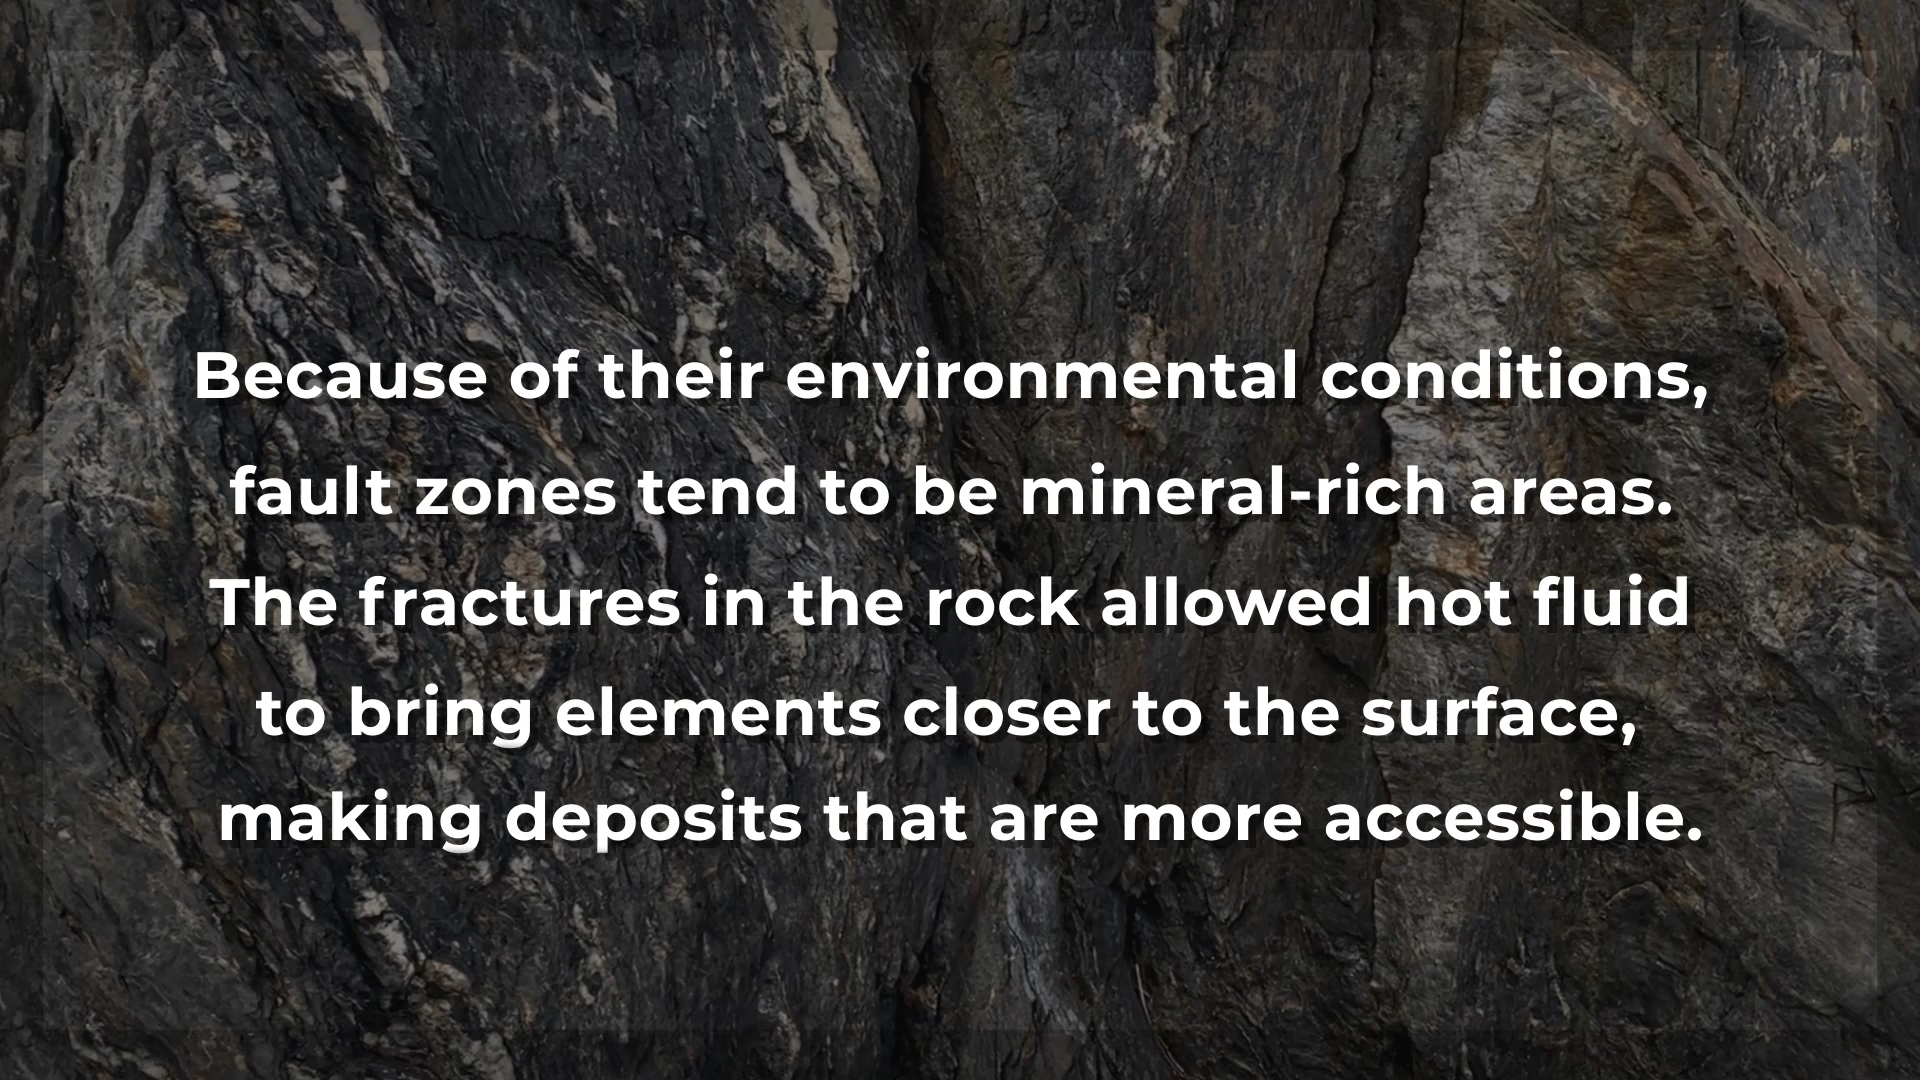 Because of their environmental conditions,
fault zones tend to be mineral-rich areas.
The fractures in the rock allowed hot fluid
to bring elements closer to the surface,
making deposits that are more accessible.